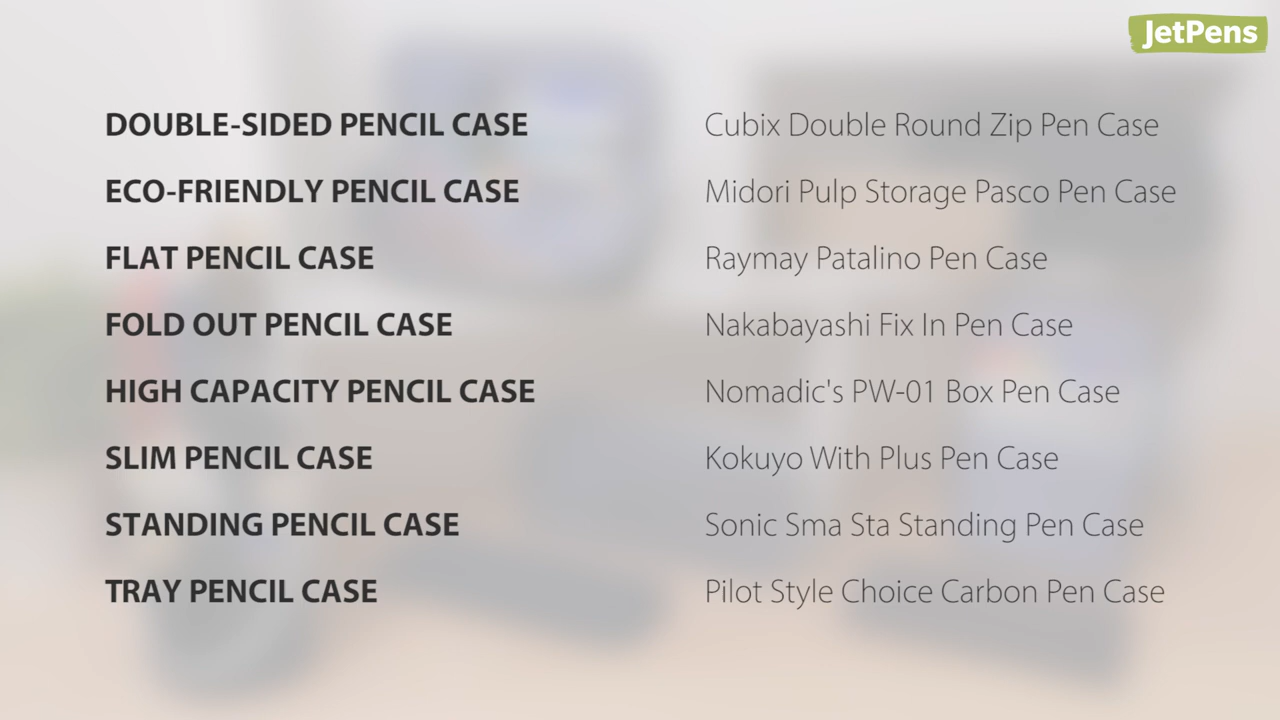 JetPens
DOUBLE-SIDED PENCIL CASE Cubix Double Round Zip Pen Case
ECO-FRIENDLY PENCIL CASE Midori Pulp Storage Pasco Pen Case
FLAT PENCIL CASE Raymay Patalino Pen Case
FOLD OUT PENCIL CASE Nakabayashi Fix In Pen Case
HIGH CAPACITY PENCIL CASE Nomadic's PW-01 Box Pen Case
SLIM PENCIL CASE Kokuyo With Plus Pen Case
STANDING PENCIL CASE Sonic Sma Sta Standing Pen Case
TRAY PENCIL CASE Pilot Style Choice Carbon Pen Case